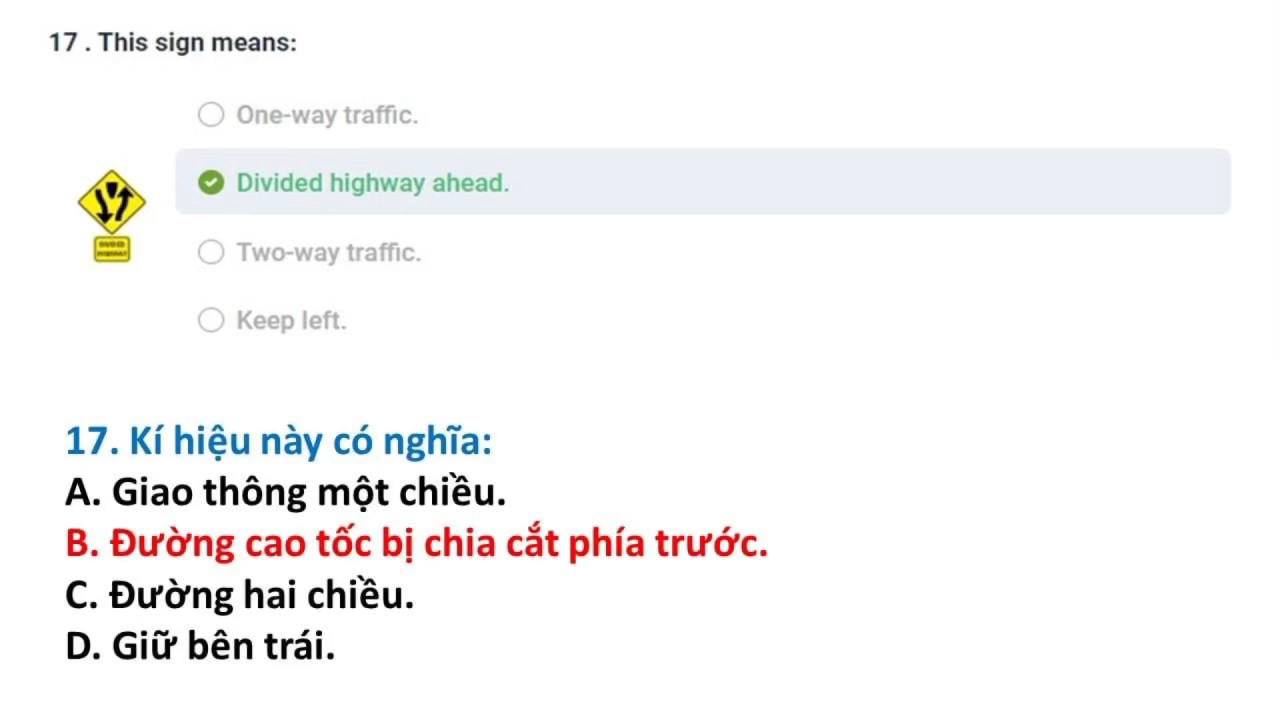 17 . This sign means:
One-way traffic.
Divided highway ahead.
DIVIDED
HIGHWAY
Two-way traffic.
Keep left.
17. Kí hiệu này có nghĩa:
A. Giao thông một chiều.
B. Đường cao tốc bị chia cắt phía trước.
C. Đường hai chiều.
D. Giữ bên trái.